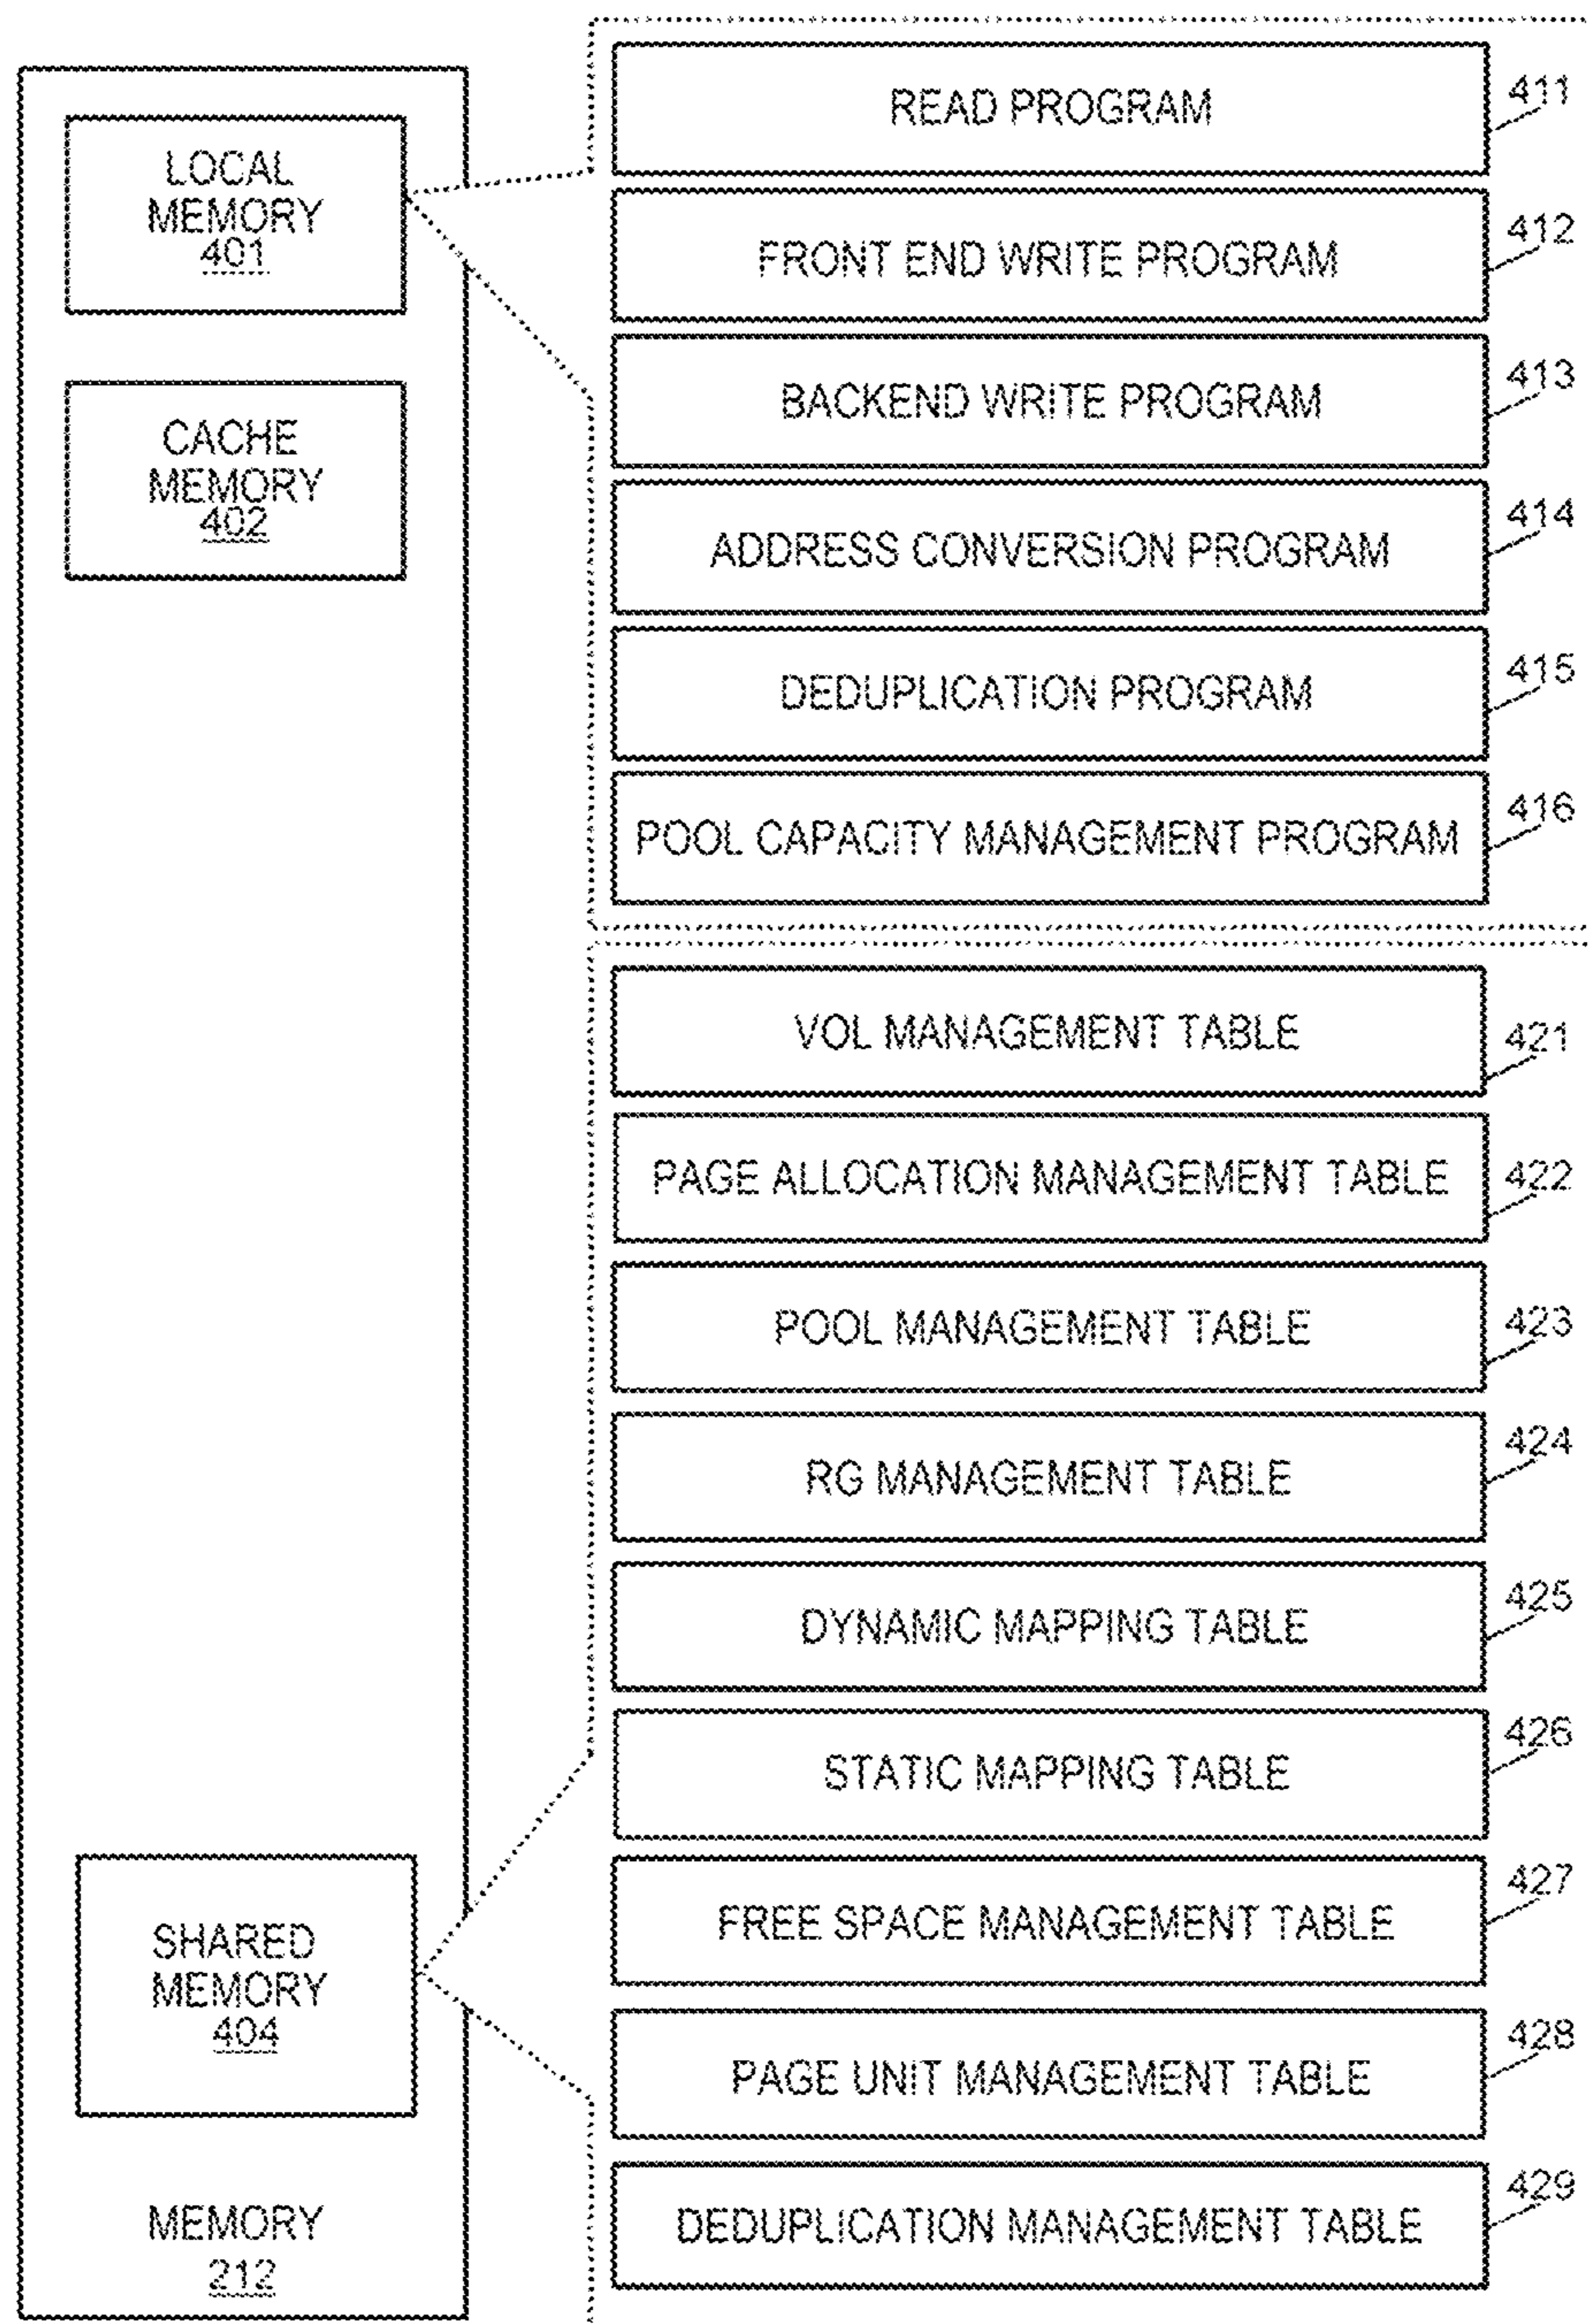 LOCAL
MEMORY
401
CACHE
MEMORY
402
SHARED
MEMORY
404
MEMORY
212
READ PROGRAM
411
FRONT END WRITE PROGRAM
412
BACKEND WRITE PROGRAM
413
ADDRESS CONVERSION PROGRAM
414
DEDUPLICATION PROGRAM
415
POOL CAPACITY MANAGEMENT PROGRAM
416
VOL MANAGEMENT TABLE
421
PAGE ALLOCATION MANAGEMENT TABLE
422
POOL MANAGEMENT TABLE
423
RG MANAGEMENT TABLE
424
DYNAMIC MAPPING TABLE
425
STATIC MAPPING TABLE
426
FREE SPACE MANAGEMENT TABLE
427
PAGE UNIT MANAGEMENT TABLE
428
DEDUPLICATION MANAGEMENT TABLE
429